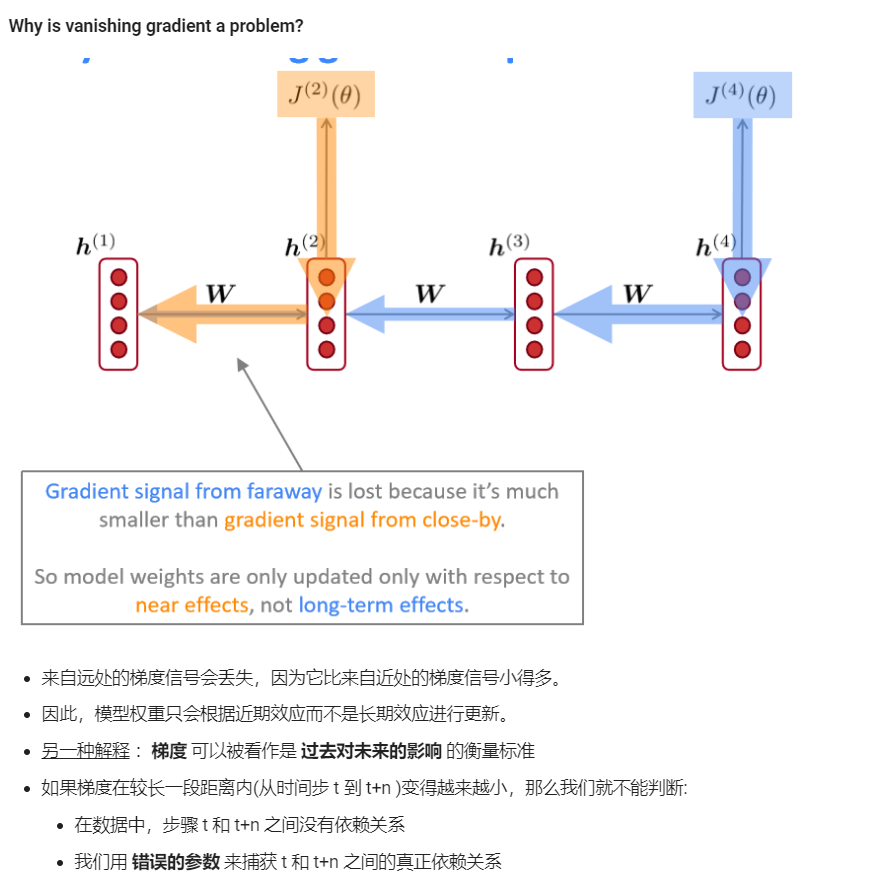 Why is vanishing gradient a problem?
J⁽²⁾(θ)
J⁽⁴⁾(θ)
h⁽¹⁾
h⁽²⁾
h⁽³⁾
h⁽⁴⁾
W
W
W
Gradient signal from faraway is lost because it’s much
smaller than gradient signal from close-by.
So model weights are only updated only with respect to
near effects, not long-term effects.
来自远处的梯度信号会丢失，因为它比来自近处的梯度信号小得多。
因此，模型权重只会根据近期效应而不是长期效应进行更新。
另一种解释 ：梯度 可以被看作是 过去对未来的影响 的衡量标准
如果梯度在较长一段距离内(从时间步 t 到 t+n )变得越来越小，那么我们就不能判断:
在数据中，步骤 t 和 t+n 之间没有依赖关系
我们用 错误的参数 来捕获 t 和 t+n 之间的真正依赖关系